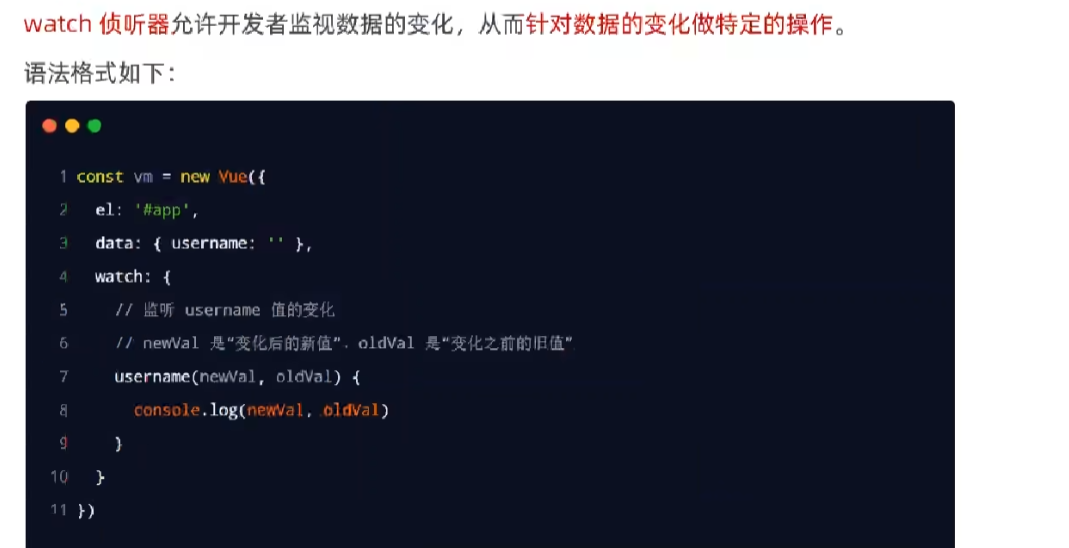 watch 侦听器允许开发者监视数据的变化，从而针对数据的变化做特定的操作。
语法格式如下：
1 const vm = new Vue({
2 el: '#app',
3 data: { username: '' },
4 watch: {
5 // 监听 username 值的变化
6 // newVal 是“变化后的新值”，oldVal 是“变化之前的旧值”
7 username(newVal, oldVal) {
8 console.log(newVal, oldVal)
9 }
10 }
11 })